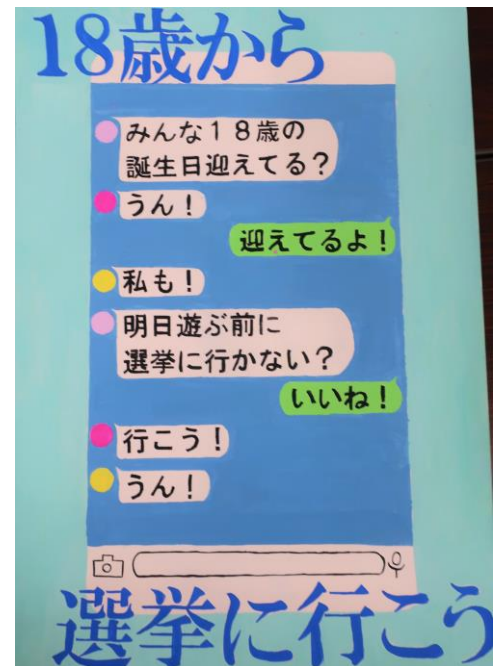 18歳から
みんな１８歳の
誕生日迎えてる？
うん！
迎えてるよ！
私も！
明日遊ぶ前に
選挙に行かない？
いいね！
行こう！
うん！
選挙に行こう